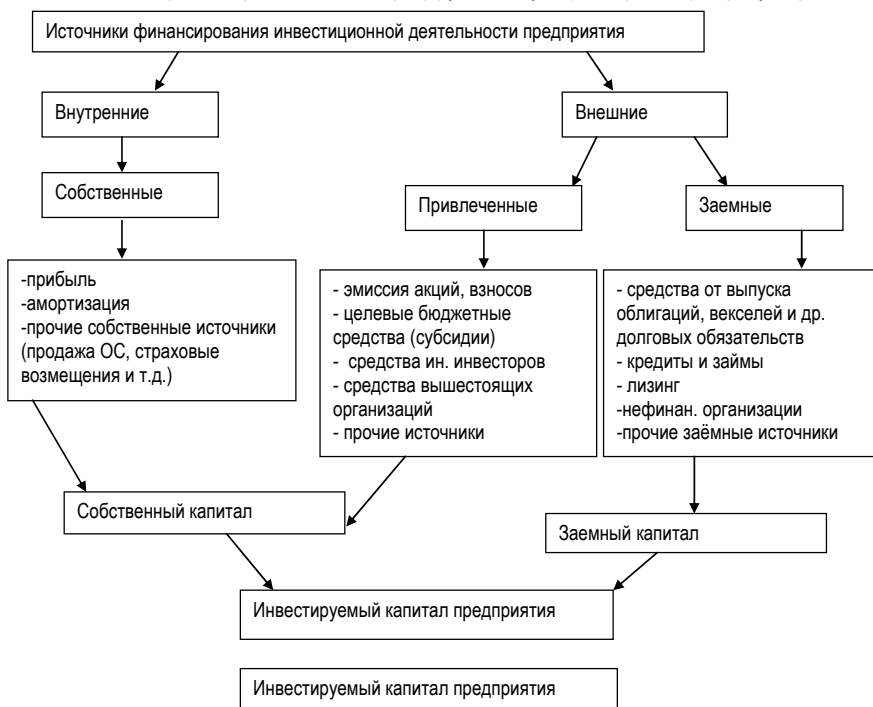 Источники финансирования инвестиционной деятельности предприятия
Внутренние
Внешние
Собственные
Привлеченные
Заемные
-прибыль
-амортизация
-прочие собственные источники
(продажа ОС, страховые
возмещения и т.д.)
- эмиссия акций, взносов
- целевые бюджетные
средства (субсидии)
- средства ин. инвесторов
- средства вышестоящих
организаций
- прочие источники
- средства от выпуска
облигаций, векселей и др.
долговых обязательств
- кредиты и займы
- лизинг
-нефинан. организации
-прочие заёмные источники
Собственный капитал
Заемный капитал
Инвестируемый капитал предприятия
Инвестируемый капитал предприятия